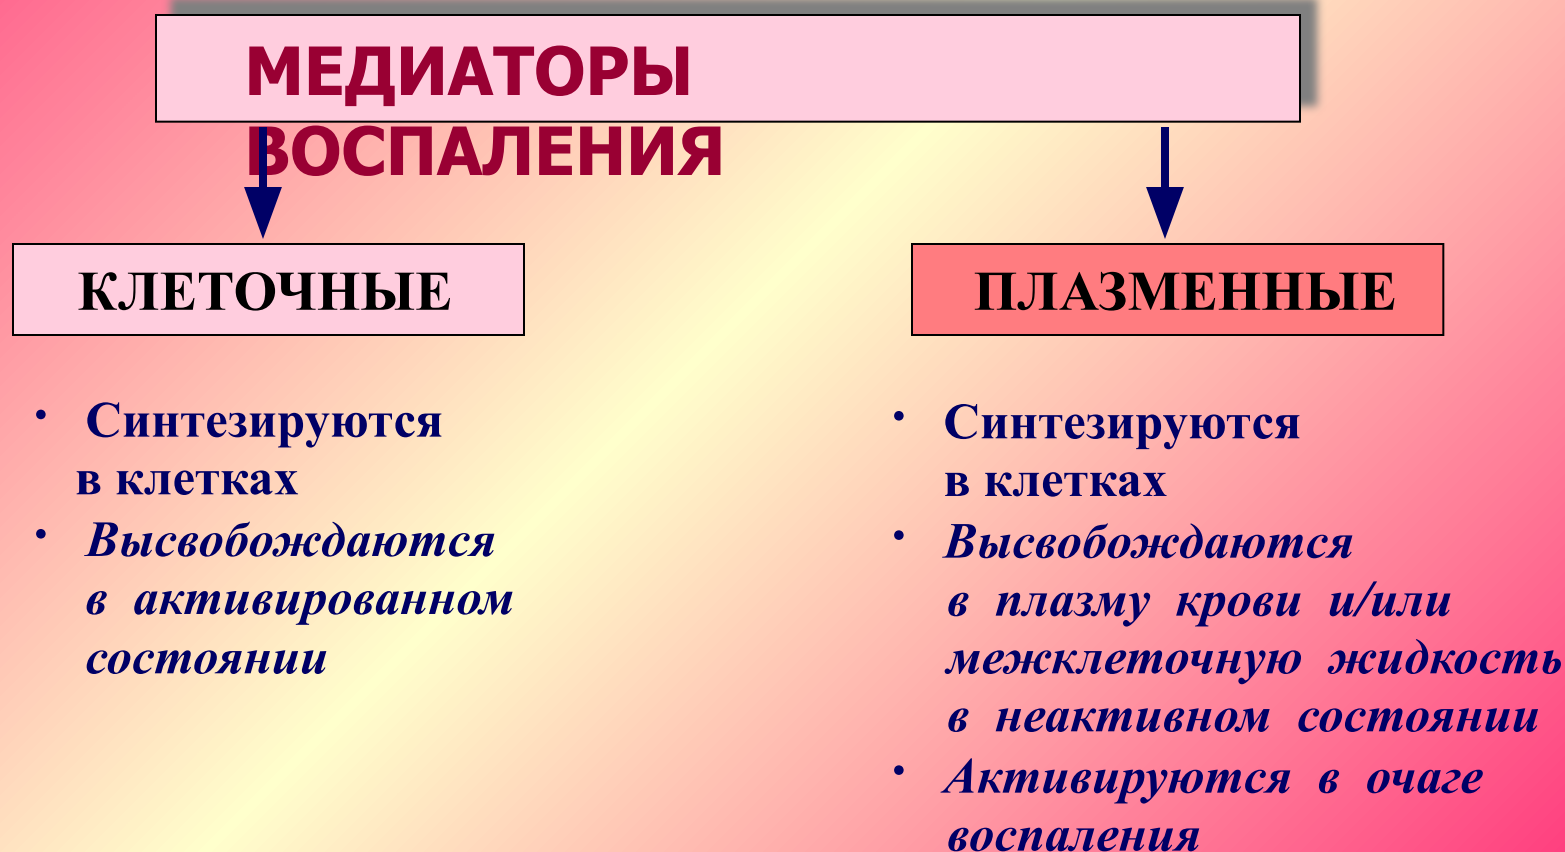 МЕДИАТОРЫ
ВОСПАЛЕНИЯ
КЛЕТОЧНЫЕ
• Синтезируются
в клетках
• Высвобождаются
в активированном
состоянии
ПЛАЗМЕННЫЕ
• Синтезируются
в клетках
• Высвобождаются
в плазму крови и/или
межклеточную жидкость
в неактивном состоянии
• Активируются в очаге
воспаления